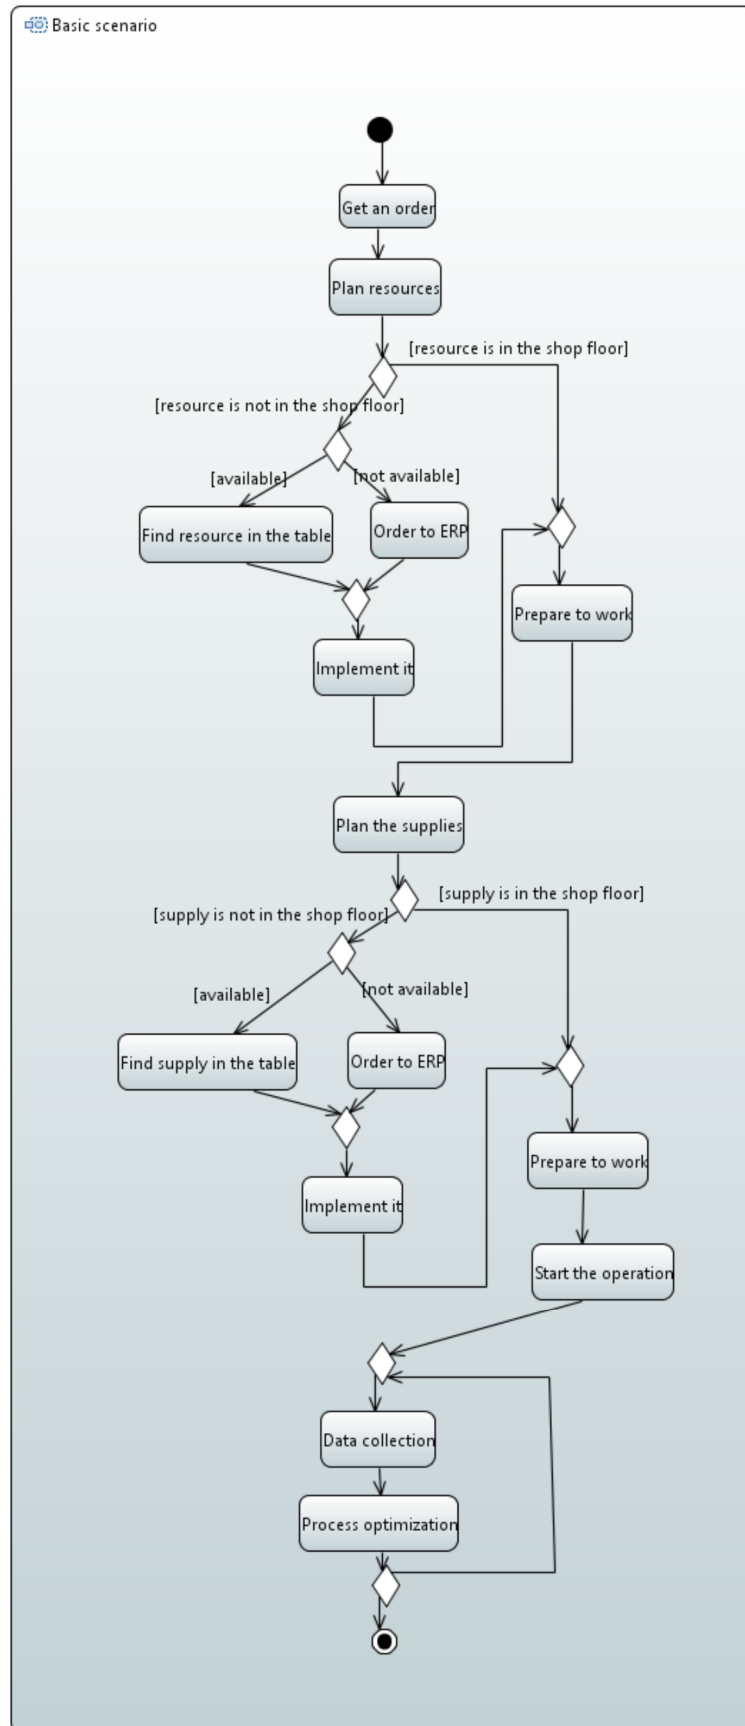 Basic scenario
Get an order
Plan resources
[resource is in the shop floor]
[resource is not in the shop floor]
[available]
[not available]
Find resource in the table
Order to ERP
Prepare to work
Implement it
Plan the supplies
[supply is in the shop floor]
[supply is not in the shop floor]
[available]
[not available]
Find supply in the table
Order to ERP
Prepare to work
Implement it
Start the operation
Data collection
Process optimization